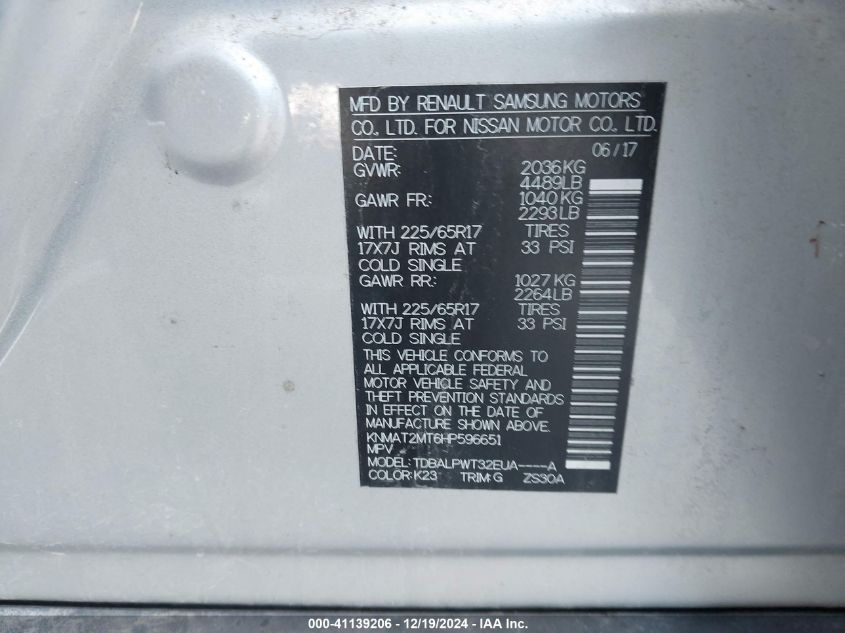 MFD BY RENAULT SAMSUNG MOTORS
CO., LTD. FOR NISSAN MOTOR CO., LTD.
DATE: 06/17
GVWR: 2036KG
4489LB
GAWR FR: 1040KG
2293LB
WITH 225/65R17 TIRES
17X7J RIMS AT 33 PSI
COLD SINGLE
GAWR RR: 1027KG
2264LB
WITH 225/65R17 TIRES
17X7J RIMS AT 33 PSI
COLD SINGLE
THIS VEHICLE CONFORMS TO
ALL APPLICABLE FEDERAL
MOTOR VEHICLE SAFETY AND
THEFT PREVENTION STANDARDS
IN EFFECT ON THE DATE OF
MANUFACTURE SHOWN ABOVE.
KNMAT2MT6HP596651
MPV
MODEL: TDBALPWT32EUA----A
COLOR:K23 TRIM:G ZS30A
000-41139206 - 12/19/2024 - IAA Inc.